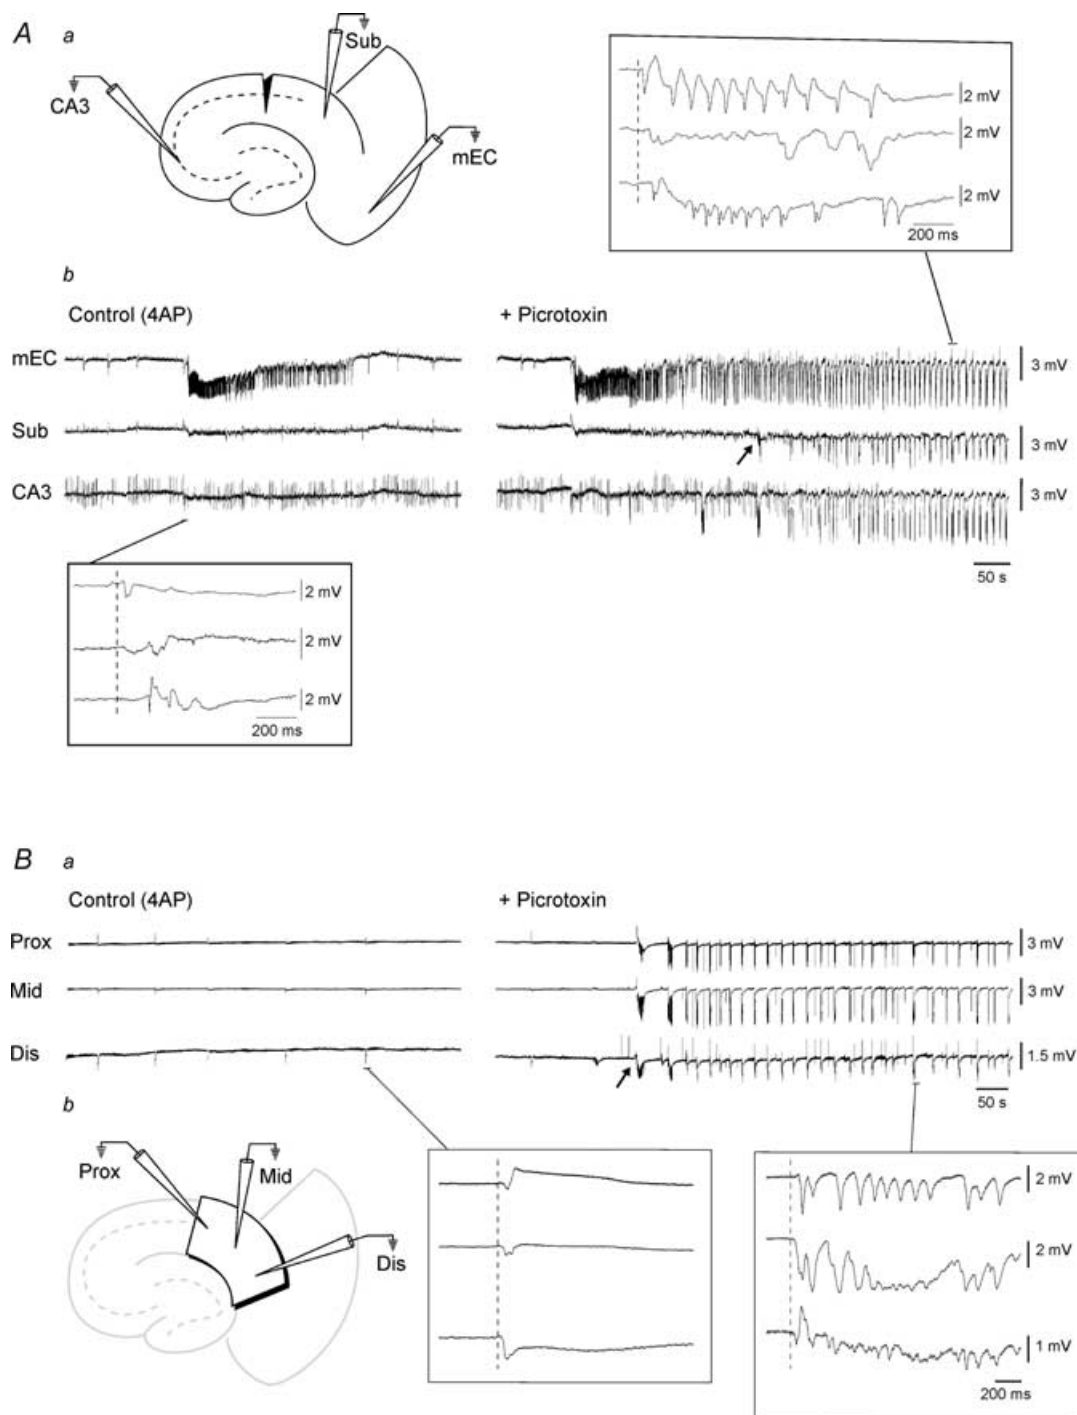 A a
Sub
CA3
mEC
2 mV
2 mV
2 mV
200 ms
b
Control (4AP)
+ Picrotoxin
mEC
3 mV
Sub
3 mV
CA3
3 mV
50 s
2 mV
2 mV
2 mV
200 ms
B a
Control (4AP)
+ Picrotoxin
Prox
3 mV
Mid
3 mV
Dis
1.5 mV
50 s
b
Prox
Mid
Dis
2 mV
2 mV
1 mV
200 ms